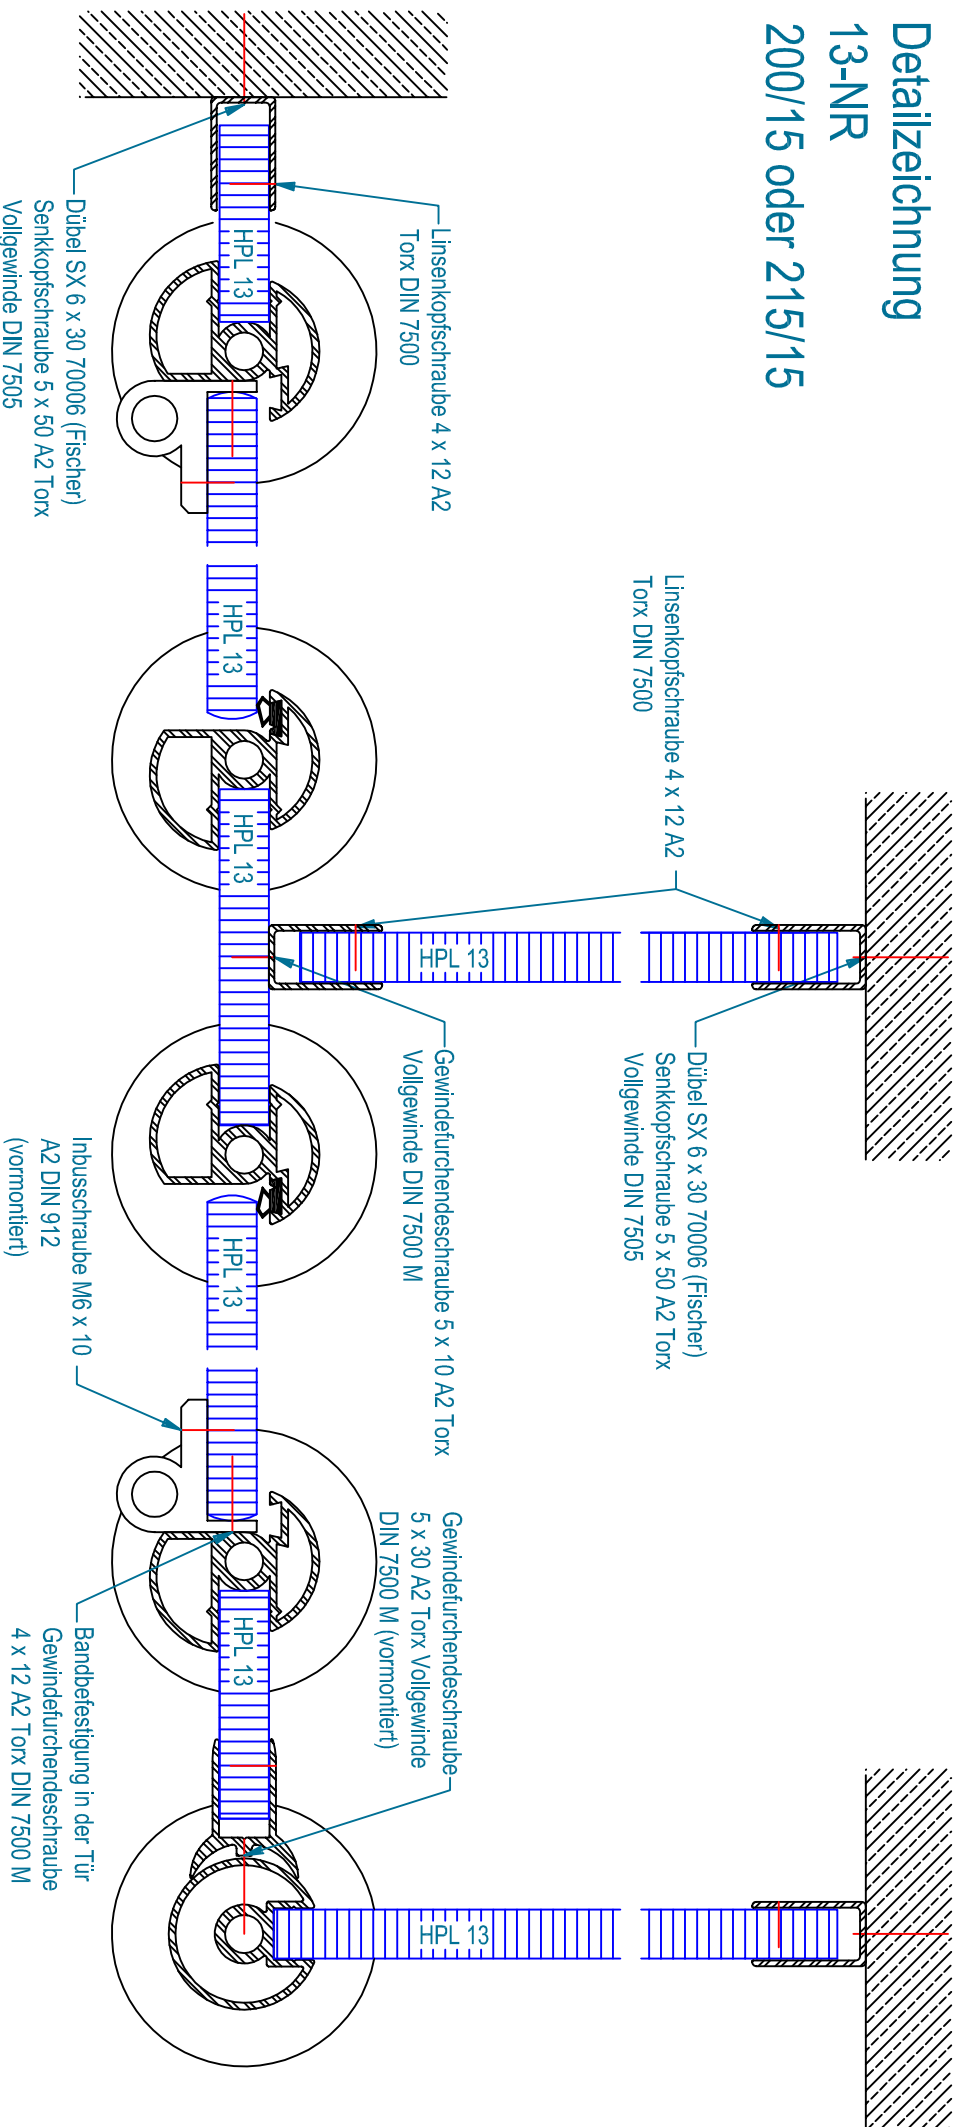 Detailzeichnung
13-NR
200/15 oder 215/15
Linsenkopfschraube 4 x 12 A2
Torx DIN 7500
Dübel SX 6 x 30 70006 (Fischer)
Senkkopfschraube 5 x 50 A2 Torx
Vollgewinde DIN 7505
Linsenkopfschraube 4 x 12 A2
Torx DIN 7500
Dübel SX 6 x 30 70006 (Fischer)
Senkkopfschraube 5 x 50 A2 Torx
Vollgewinde DIN 7505
Gewindefurchendeschraube 5 x 10 A2 Torx
Vollgewinde DIN 7500 M
Inbusschraube M6 x 10
A2 DIN 912
(vormontiert)
Gewindefurchendeschraube
5 x 30 A2 Torx Vollgewinde
DIN 7500 M (vormontiert)
Bandbefestigung in der Tür
Gewindefurchendeschraube
4 x 12 A2 Torx DIN 7500 M
HPL 13
HPL 13
HPL 13
HPL 13
HPL 13
HPL 13
HPL 13